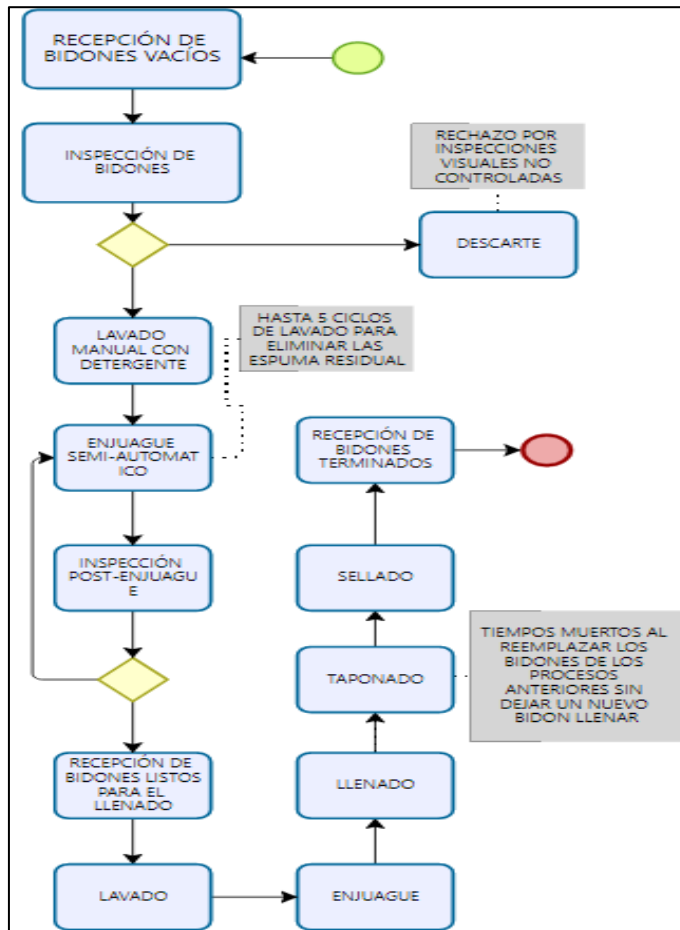 RECEPCIÓN DE
BIDONES VACÍOS
INSPECCIÓN DE
BIDONES
RECHAZO POR
INSPECCIONES
VISUALES NO
CONTROLADAS
DESCARTE
LAVADO
MANUAL CON
DETERGENTE
HASTA 5 CICLOS
DE LAVADO PARA
ELIMINAR LAS
ESPUMA RESIDUAL
ENJUAGUE
SEMI-AUTOMAT
ICO
INSPECCIÓN
POST-ENJUAGU
E
RECEPCIÓN DE
BIDONES LISTOS
PARA EL
LLENADO
LAVADO
ENJUAGUE
LLENADO
TAPONADO
TIEMPOS MUERTOS AL
REEMPLAZAR LOS
BIDONES DE LOS
PROCESOS
ANTERIORES SIN
DEJAR UN NUEVO
BIDON LLENAR
SELLADO
RECEPCIÓN DE
BIDONES
TERMINADOS